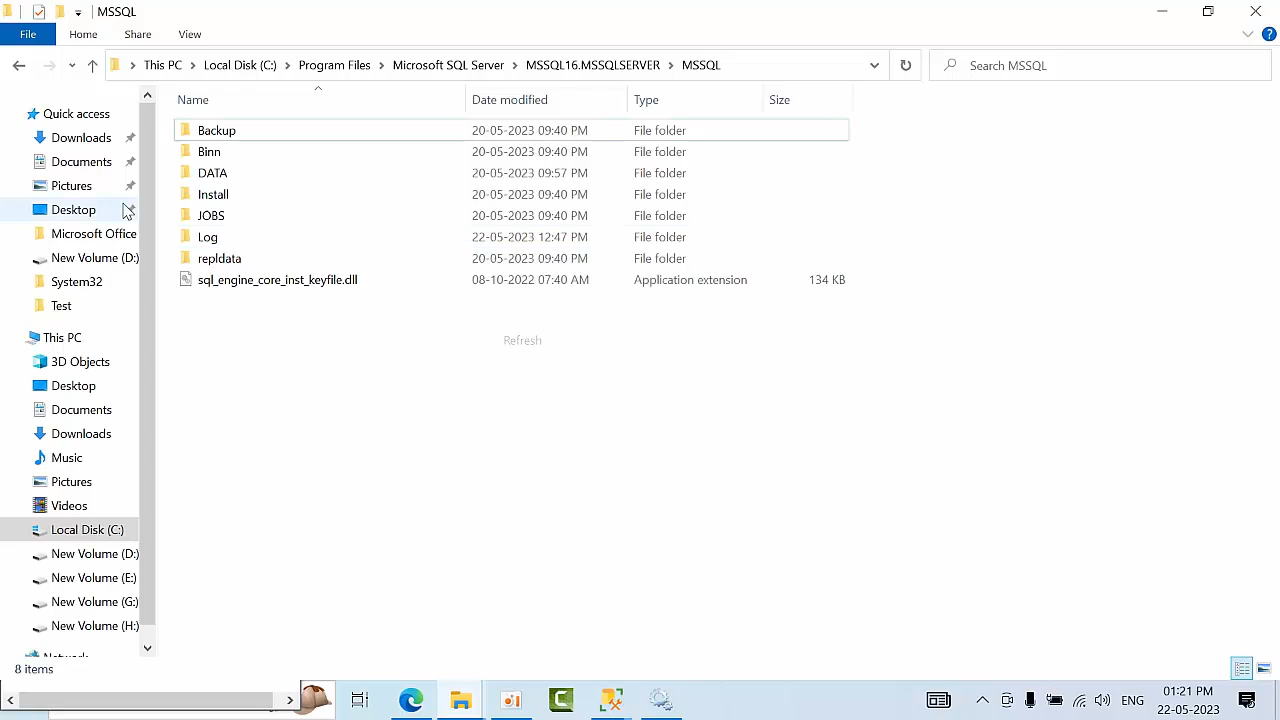 MSSQL
File Home Share View
This PC > Local Disk (C:) > Program Files > Microsoft SQL Server > MSSQL16.MSSQLSERVER > MSSQL
Search MSSQL
Name Date modified Type Size
Quick access
Downloads
Documents
Pictures
Desktop
Microsoft Office
New Volume (D:)
System32
Test
This PC
3D Objects
Desktop
Documents
Downloads
Music
Pictures
Videos
Local Disk (C:)
New Volume (D:)
New Volume (E:)
New Volume (G:)
New Volume (H:)
Network
Backup 20-05-2023 09:40 PM File folder
Binn 20-05-2023 09:40 PM File folder
DATA 20-05-2023 09:57 PM File folder
Install 20-05-2023 09:40 PM File folder
JOBS 20-05-2023 09:40 PM File folder
Log 22-05-2023 12:47 PM File folder
repldata 20-05-2023 09:40 PM File folder
sql_engine_core_inst_keyfile.dll 08-10-2022 07:40 AM Application extension 134 KB
Refresh
8 items
ENG
01:21 PM
22-05-2023